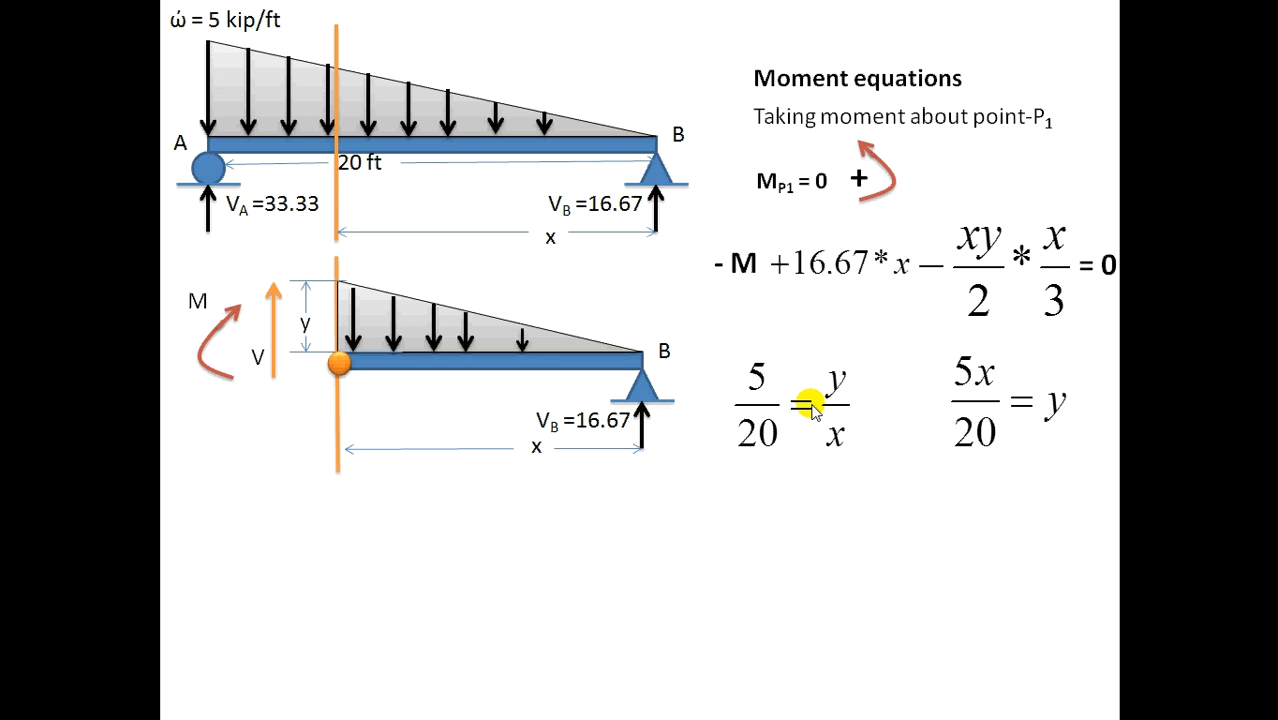 ώ = 5 kip/ft
A
B
20 ft
V_A =33.33
V_B =16.67
x
M
y
V
B
V_B =16.67
x
Moment equations
Taking moment about point-P₁
M_P1 = 0 +
- M +16.67 * x − xy/2 * x/3 = 0
5/20 = y/x
5x/20 = y